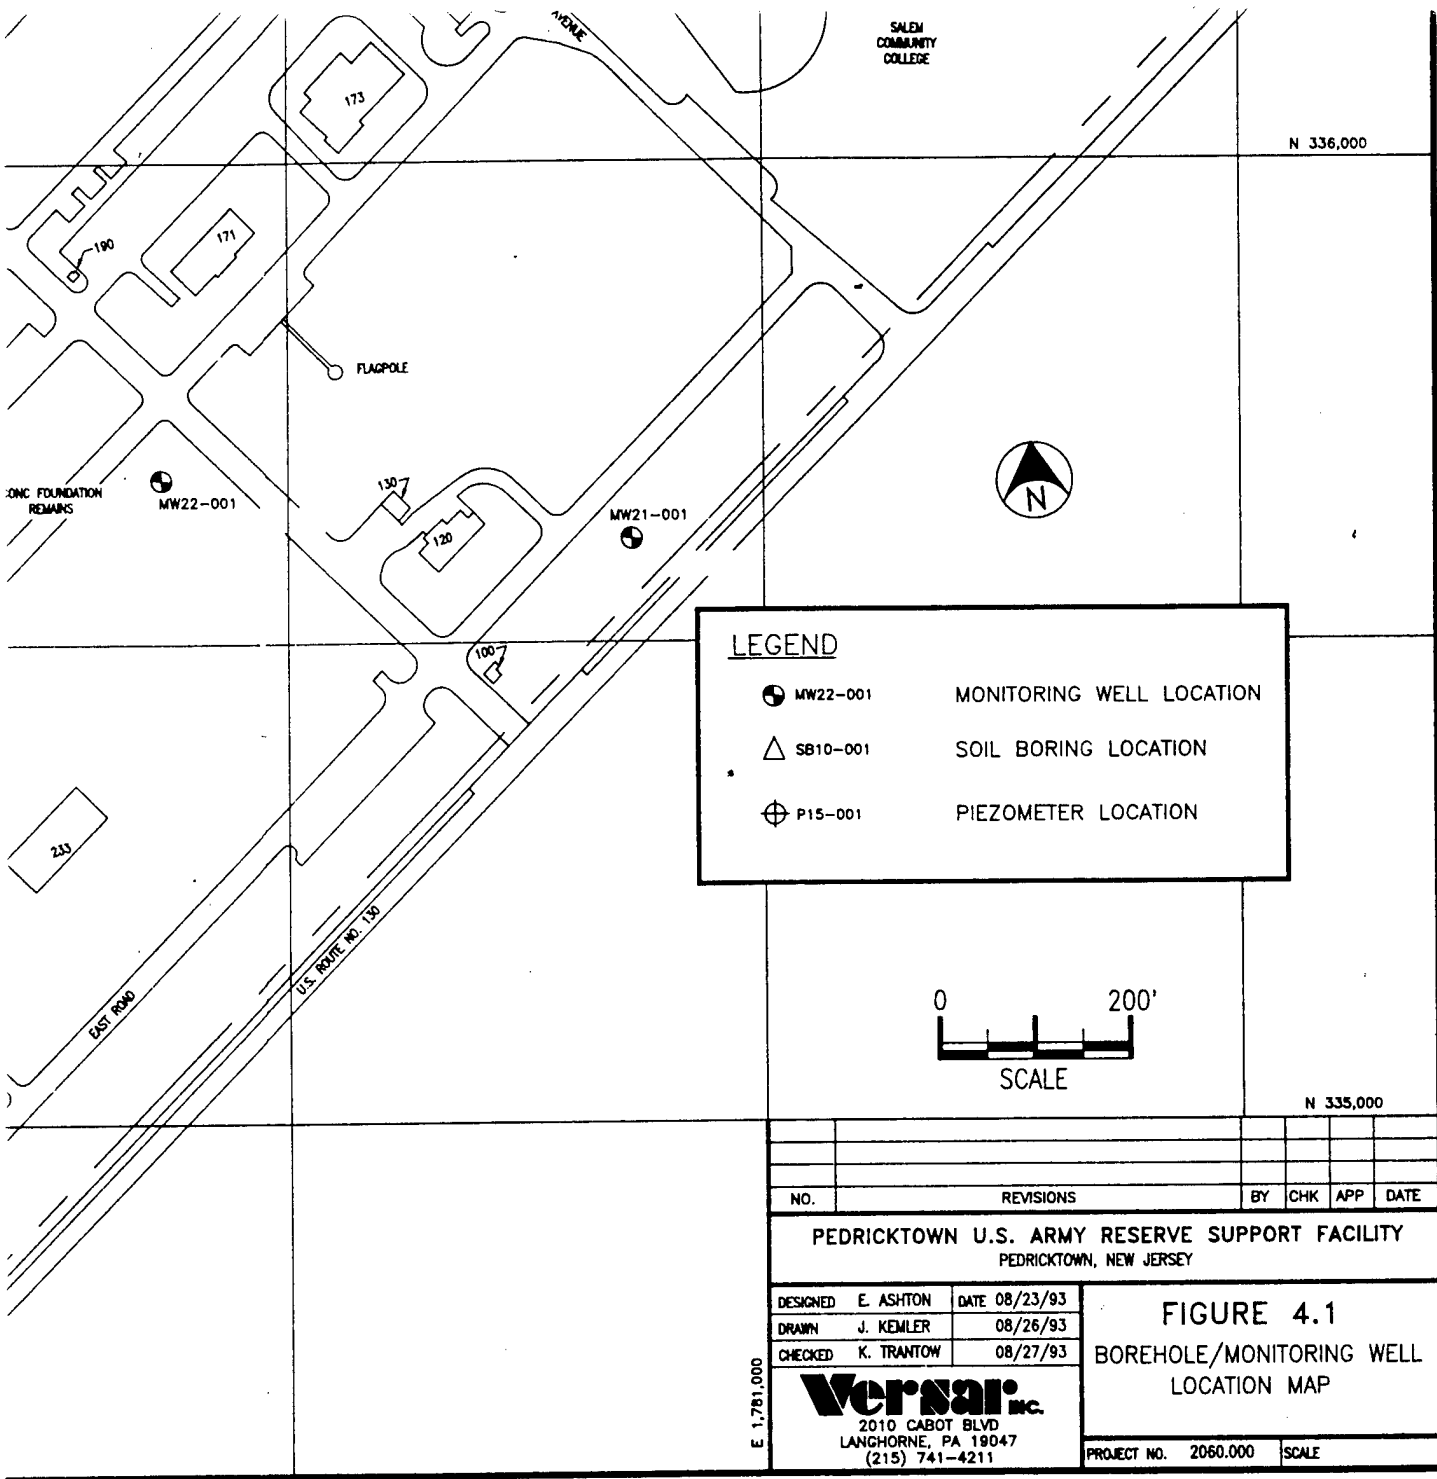 AVENUE
SALEM
COMMUNITY
COLLEGE
173
N 336,000
171
190
FLAGPOLE
130
CONC FOUNDATION
REMAINS
MW22-001
MW21-001
120
N
100
LEGEND
MW22-001 MONITORING WELL LOCATION
SB10-001 SOIL BORING LOCATION
P15-001 PIEZOMETER LOCATION
233
U.S. ROUTE NO. 130
EAST ROAD
0 200'
SCALE
N 335,000
NO. REVISIONS BY CHK APP DATE
PEDRICKTOWN U.S. ARMY RESERVE SUPPORT FACILITY
PEDRICKTOWN, NEW JERSEY
DESIGNED E. ASHTON DATE 08/23/93
DRAWN J. KEMLER 08/26/93
CHECKED K. TRANTOW 08/27/93
FIGURE 4.1
BOREHOLE/MONITORING WELL
LOCATION MAP
E 1,781,000
Versar INC.
2010 CABOT BLVD
LANGHORNE, PA 19047
(215) 741-4211
PROJECT NO. 2060.000 SCALE